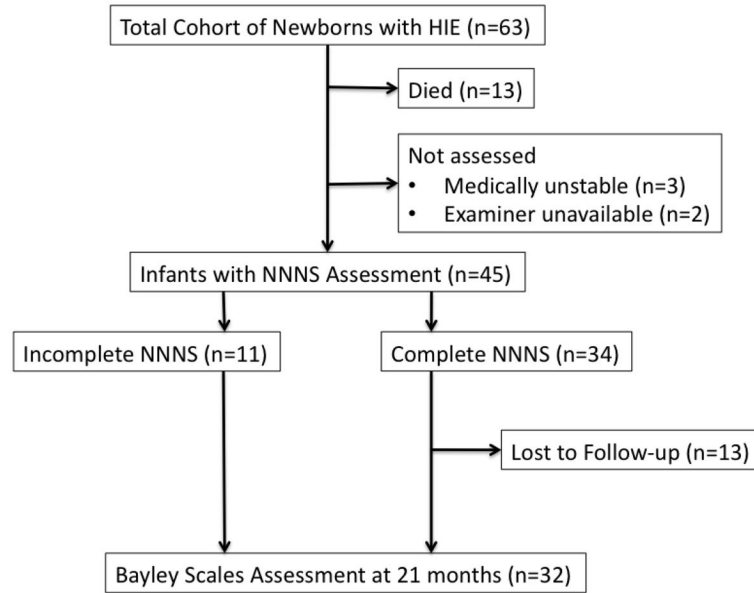 Total Cohort of Newborns with HIE (n=63)
Died (n=13)
Not assessed
• Medically unstable (n=3)
• Examiner unavailable (n=2)
Infants with NNNS Assessment (n=45)
Incomplete NNNS (n=11)
Complete NNNS (n=34)
Lost to Follow-up (n=13)
Bayley Scales Assessment at 21 months (n=32)